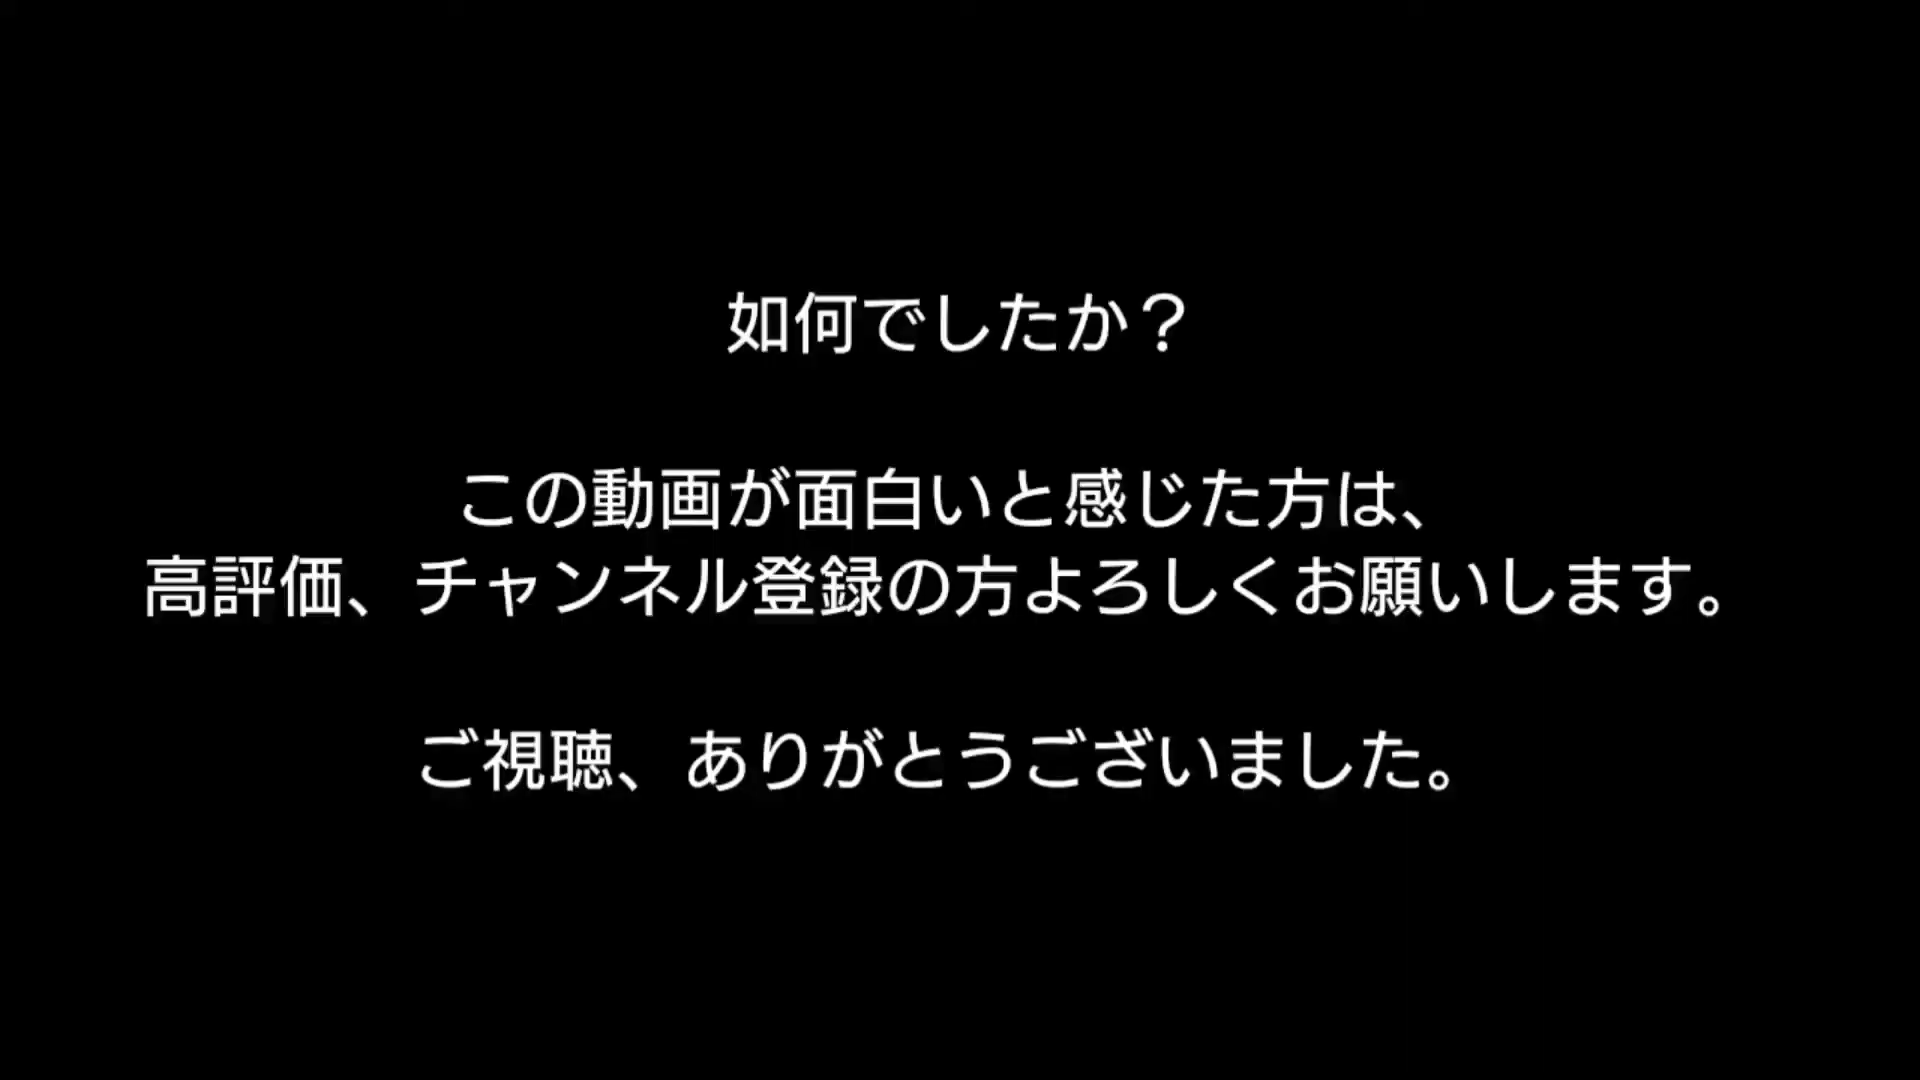 如何でしたか？
この動画が面白いと感じた方は、
高評価、チャンネル登録の方よろしくお願いします。
ご視聴、ありがとうございました。